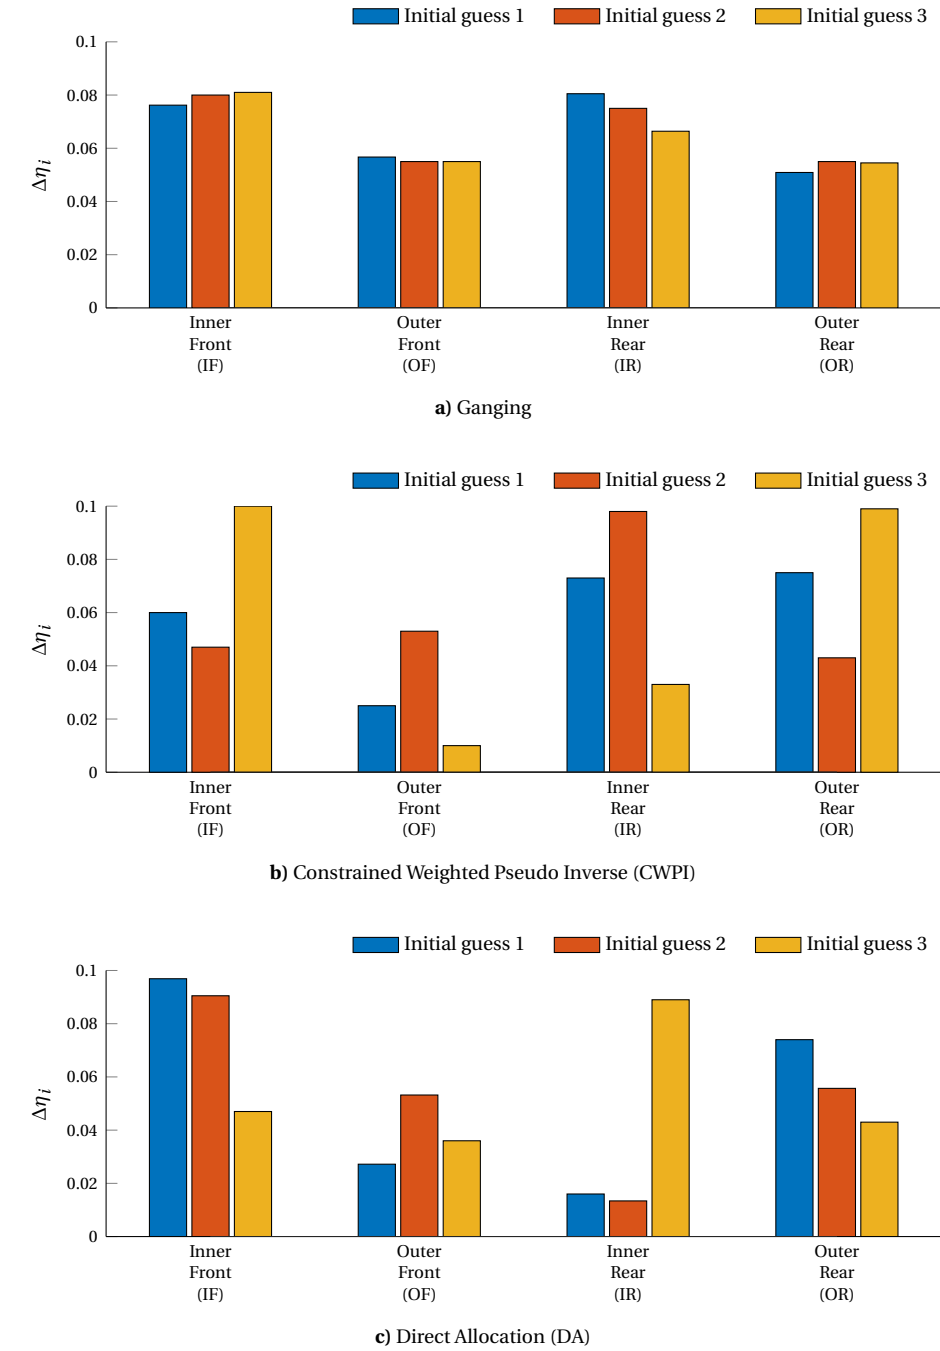 Initial guess 1 Initial guess 2 Initial guess 3
0.1
0.08
0.06
0.04
0.02
0
Δηi
Inner Outer Inner Outer
Front Front Rear Rear
(IF) (OF) (IR) (OR)
a) Ganging
Initial guess 1 Initial guess 2 Initial guess 3
0.1
0.08
0.06
0.04
0.02
0
Δηi
Inner Outer Inner Outer
Front Front Rear Rear
(IF) (OF) (IR) (OR)
b) Constrained Weighted Pseudo Inverse (CWPI)
Initial guess 1 Initial guess 2 Initial guess 3
0.1
0.08
0.06
0.04
0.02
0
Δηi
Inner Outer Inner Outer
Front Front Rear Rear
(IF) (OF) (IR) (OR)
c) Direct Allocation (DA)